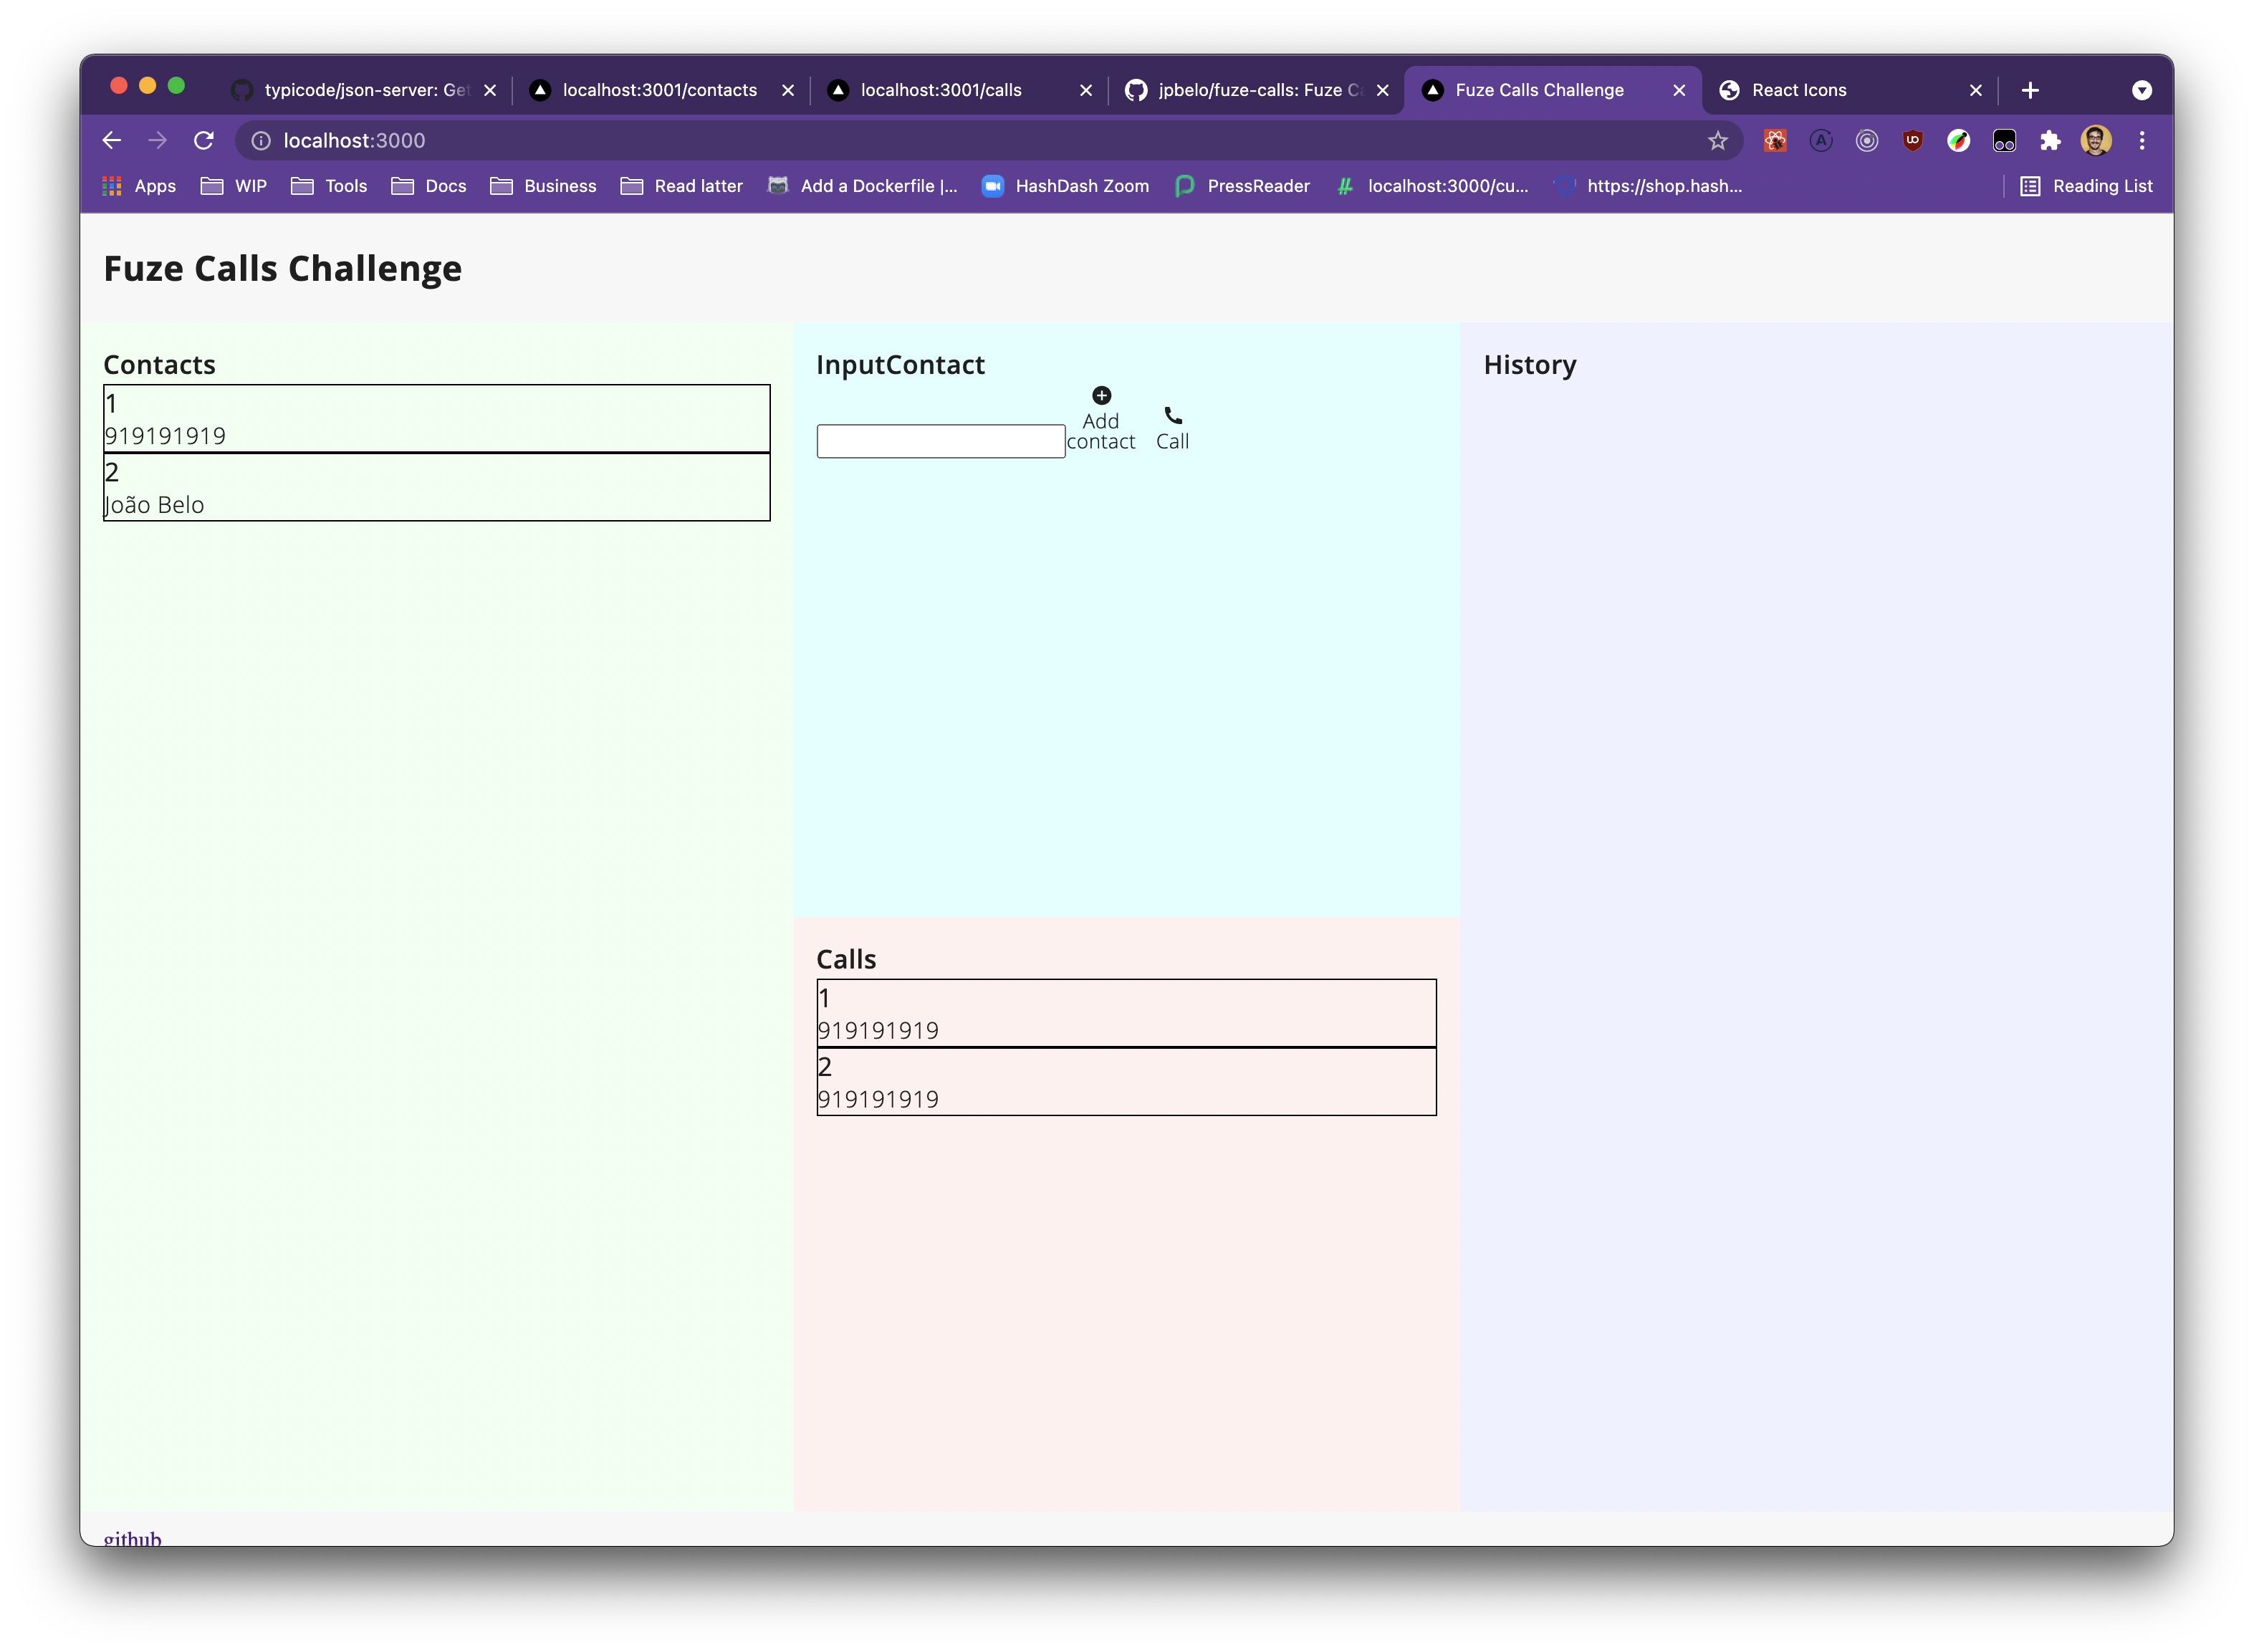 typicode/json-server: Get
localhost:3001/contacts
localhost:3001/calls
jpbelo/fuze-calls: Fuze Ca
Fuze Calls Challenge
React Icons
localhost:3000
Apps
WIP
Tools
Docs
Business
Read latter
Add a Dockerfile |...
HashDash Zoom
PressReader
localhost:3000/cu...
https://shop.hash...
Reading List
Fuze Calls Challenge
Contacts
1
919191919
2
João Belo
InputContact
Add
contact
Call
Calls
1
919191919
2
919191919
History
github